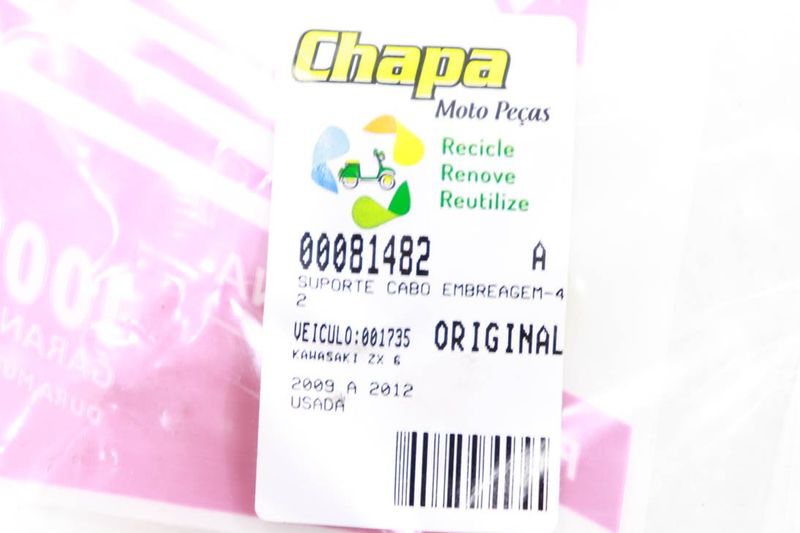 Chapa
Moto Peças
Recicle
Renove
Reutilize
00081482 A
SUPORTE CABO EMBREAGEM-4
2
VEICULO:001735 ORIGINAL
KAWASAKI ZX 6
2009 A 2012
USADA